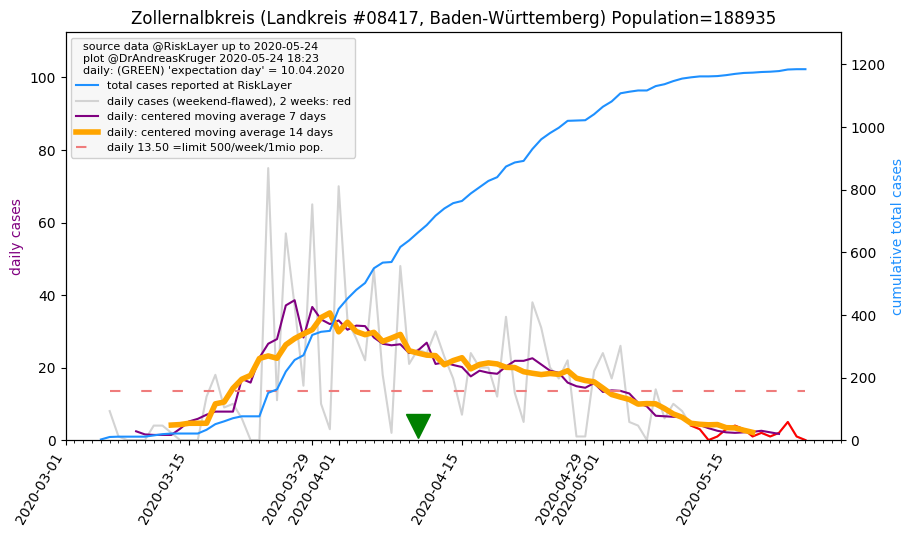 Zollernalbkreis (Landkreis #08417, Baden-Württemberg) Population=188935
source data @RiskLayer up to 2020-05-24
plot @DrAndreasKruger 2020-05-24 18:23
daily: (GREEN) 'expectation day' = 10.04.2020
total cases reported at RiskLayer
daily cases (weekend-flawed), 2 weeks: red
daily: centered moving average 7 days
daily: centered moving average 14 days
daily 13.50 =limit 500/week/1mio pop.
daily cases
100
80
60
40
20
0
cumulative total cases
1200
1000
800
600
400
200
0
2020-03-01
2020-03-15
2020-03-29
2020-04-01
2020-04-15
2020-04-29
2020-05-01
2020-05-15